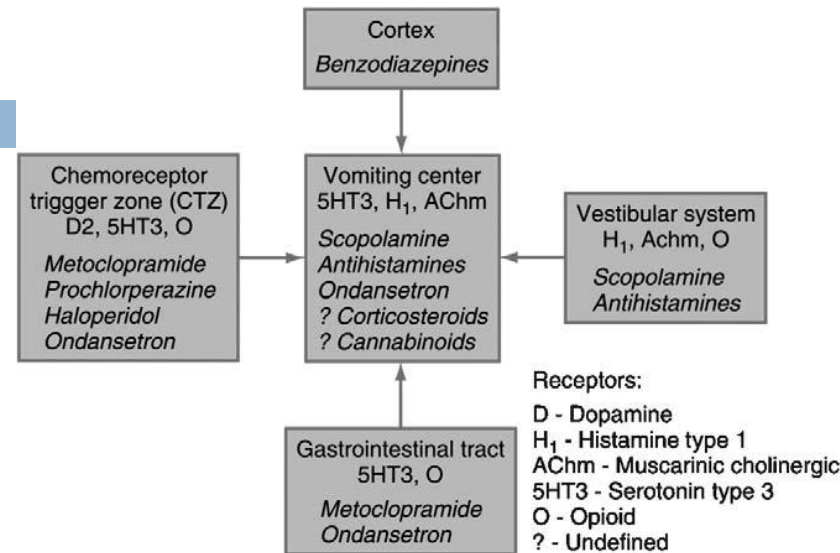 Cortex
Benzodiazepines
Chemoreceptor
triggger zone (CTZ)
D2, 5HT3, O
Metoclopramide
Prochlorperazine
Haloperidol
Ondansetron
Vomiting center
5HT3, H₁, AChm
Scopolamine
Antihistamines
Ondansetron
? Corticosteroids
? Cannabinoids
Vestibular system
H₁, Achm, O
Scopolamine
Antihistamines
Gastrointestinal tract
5HT3, O
Metoclopramide
Ondansetron
Receptors:
D - Dopamine
H₁ - Histamine type 1
AChm - Muscarinic cholinergic
5HT3 - Serotonin type 3
O - Opioid
? - Undefined